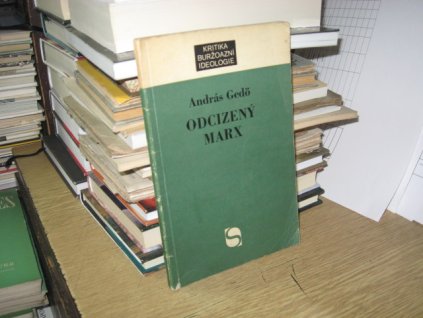 KRITIKA
BURŽOAZNÍ
IDEOLOGIE
András Gedő
ODCIZENÝ
MARX